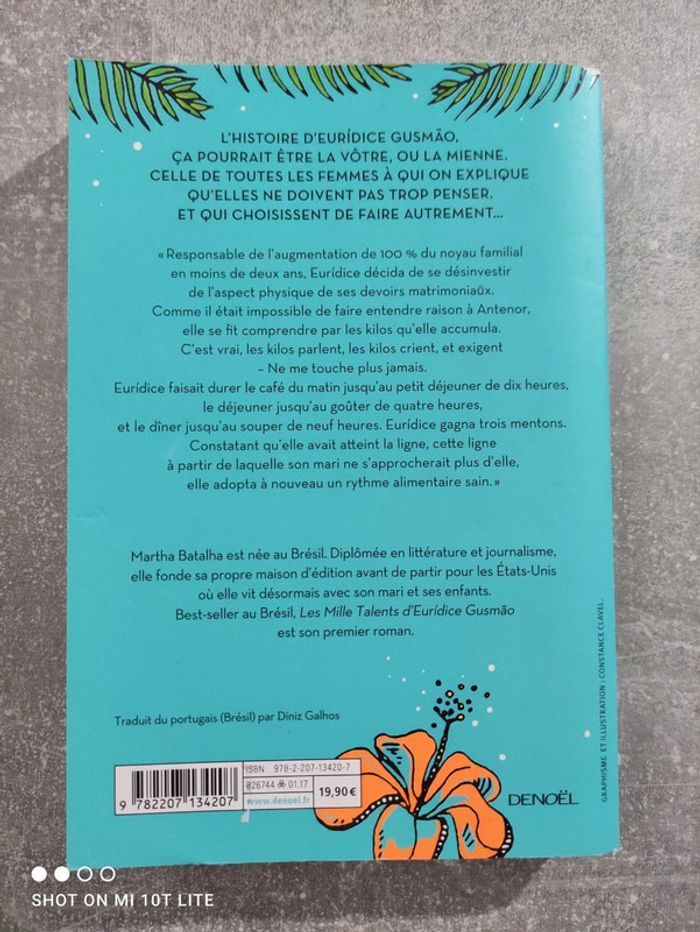 L'HISTOIRE D'EURÍDICE GUSMÃO,
ÇA POURRAIT ÊTRE LA VÔTRE, OU LA MIENNE.
CELLE DE TOUTES LES FEMMES À QUI ON EXPLIQUE
QU'ELLES NE DOIVENT PAS TROP PENSER.
ET QUI CHOISISSENT DE FAIRE AUTREMENT...
« Responsable de l'augmentation de 100 % du noyau familial
en moins de deux ans, Eurídice décida de se désinvestir
de l'aspect physique de ses devoirs matrimoniaux.
Comme il était impossible de faire entendre raison à Antenor,
elle se fit comprendre par les kilos qu'elle accumula.
C'est vrai, les kilos parlent, les kilos crient, et exigent
– Ne me touche plus jamais.
Eurídice faisait durer le café du matin jusqu'au petit déjeuner de dix heures,
le déjeuner jusqu'au goûter de quatre heures,
et le dîner jusqu'au souper de neuf heures. Eurídice gagna trois mentons.
Constatant qu'elle avait atteint la ligne, cette ligne
à partir de laquelle son mari ne s'approcherait plus d'elle,
elle adopta à nouveau un rythme alimentaire sain. »
Martha Batalha est née au Brésil. Diplômée en littérature et journalisme,
elle fonde sa propre maison d'édition avant de partir pour les États-Unis
où elle vit désormais avec son mari et ses enfants.
Best-seller au Brésil, Les Mille Talents d'Eurídice Gusmão
est son premier roman.
Traduit du portugais (Brésil) par Diniz Galhos
GRAPHISME ET ILLUSTRATION : CONSTANCE CLAVEL.
ISBN 978-2-207-13420-7
026744 01.17
19,90 €
www.denoel.fr
9 782207 134207
DENOËL
SHOT ON MI 10T LITE